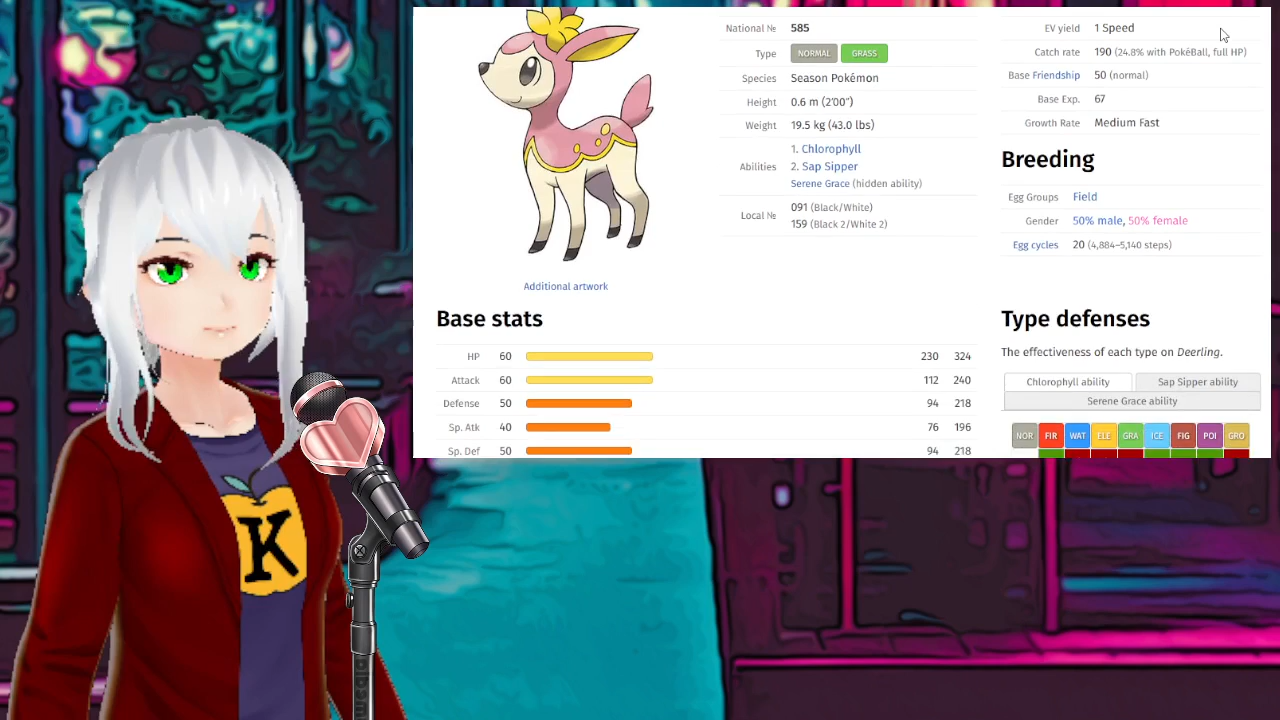 National № 585
Type NORMAL GRASS
Species Season Pokémon
Height 0.6 m (2′00″)
Weight 19.5 kg (43.0 lbs)
Abilities 1. Chlorophyll
2. Sap Sipper
Serene Grace (hidden ability)
Local № 091 (Black/White)
159 (Black 2/White 2)
EV yield 1 Speed
Catch rate 190 (24.8% with PokéBall, full HP)
Base Friendship 50 (normal)
Base Exp. 67
Growth Rate Medium Fast
Breeding
Egg Groups Field
Gender 50% male, 50% female
Egg cycles 20 (4,884–5,140 steps)
Additional artwork
Base stats
HP 60 230 324
Attack 60 112 240
Defense 50 94 218
Sp. Atk 40 76 196
Sp. Def 50 94 218
Type defenses
The effectiveness of each type on Deerling.
Chlorophyll ability Sap Sipper ability
Serene Grace ability
NOR FIR WAT ELE GRA ICE FIG POI GRO
K